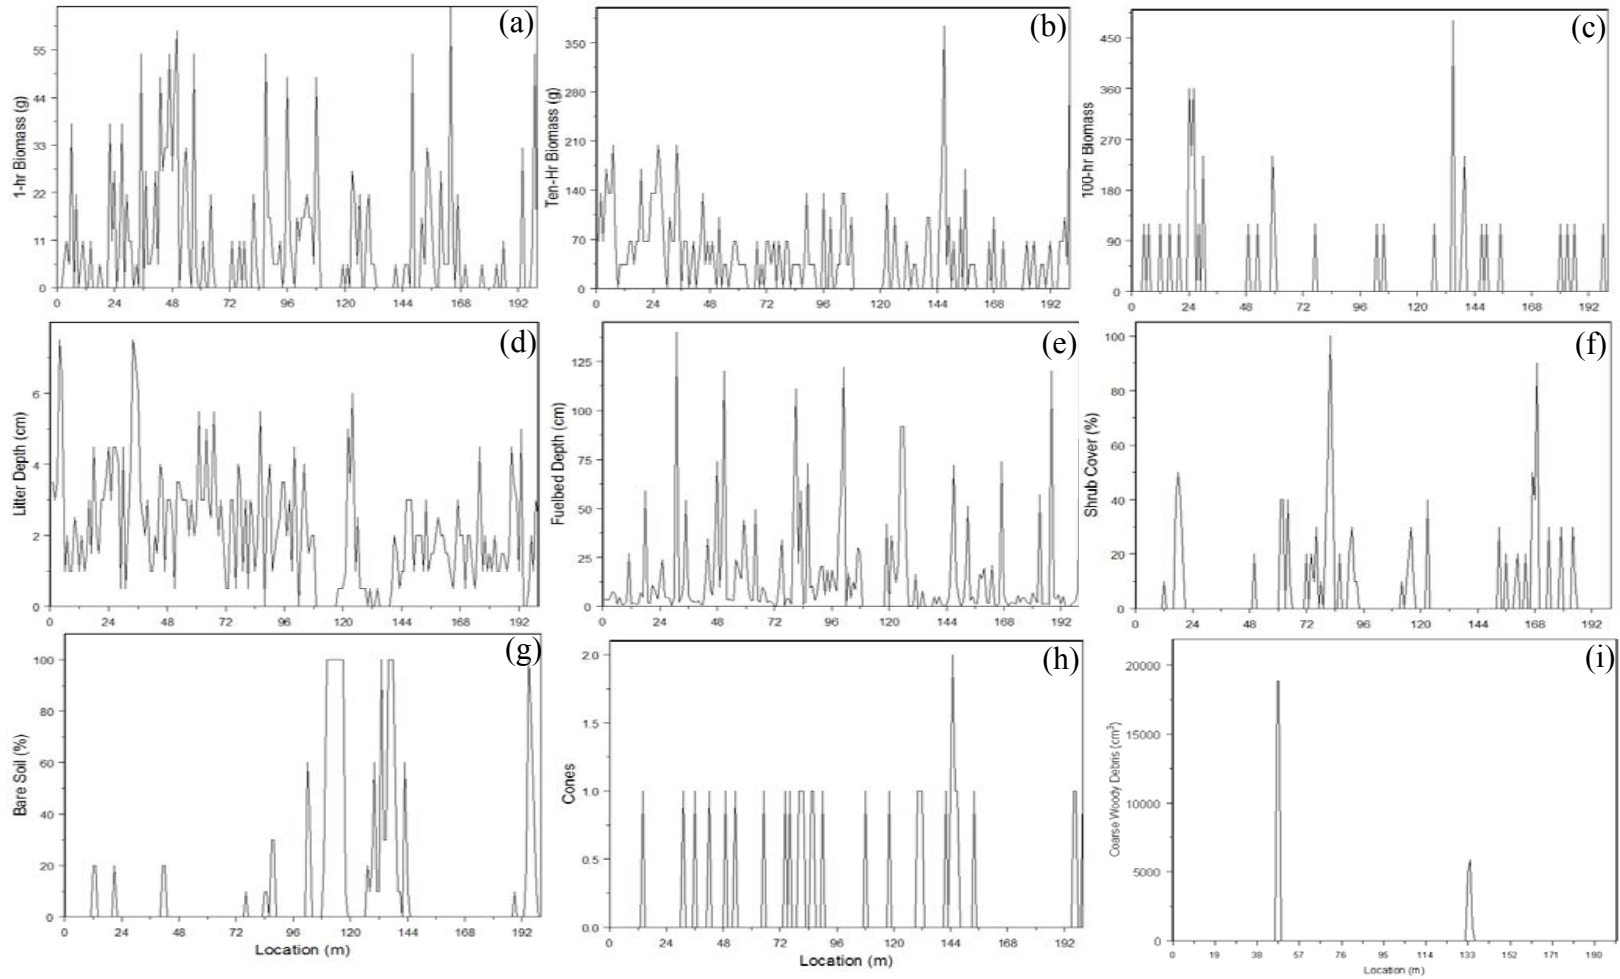 (a)
1-hr Biomass (g)
55
44
33
22
11
0
0 24 48 72 96 120 144 168 192
(b)
Ten-Hr Biomass (g)
350
280
210
140
70
0
0 24 48 72 96 120 144 168 192
(c)
100-hr Biomass
450
360
270
180
90
0
0 24 48 72 96 120 144 168 192
(d)
Litter Depth (cm)
6
4
2
0
0 24 48 72 96 120 144 168 192
(e)
Fuelbed Depth (cm)
125
100
75
50
25
0
0 24 48 72 96 120 144 168 192
(f)
Shrub Cover (%)
100
80
60
40
20
0
0 24 48 72 96 120 144 168 192
(g)
Bare Soil (%)
100
80
60
40
20
0
0 24 48 72 96 120 144 168 192
Location (m)
(h)
Cones
2.0
1.5
1.0
0.5
0.0
0 24 48 72 96 120 144 168 192
Location (m)
(i)
Coarse Woody Debris (cm³)
20000
15000
10000
5000
0
0 19 38 57 76 95 114 133 152 171 190
Location (m)